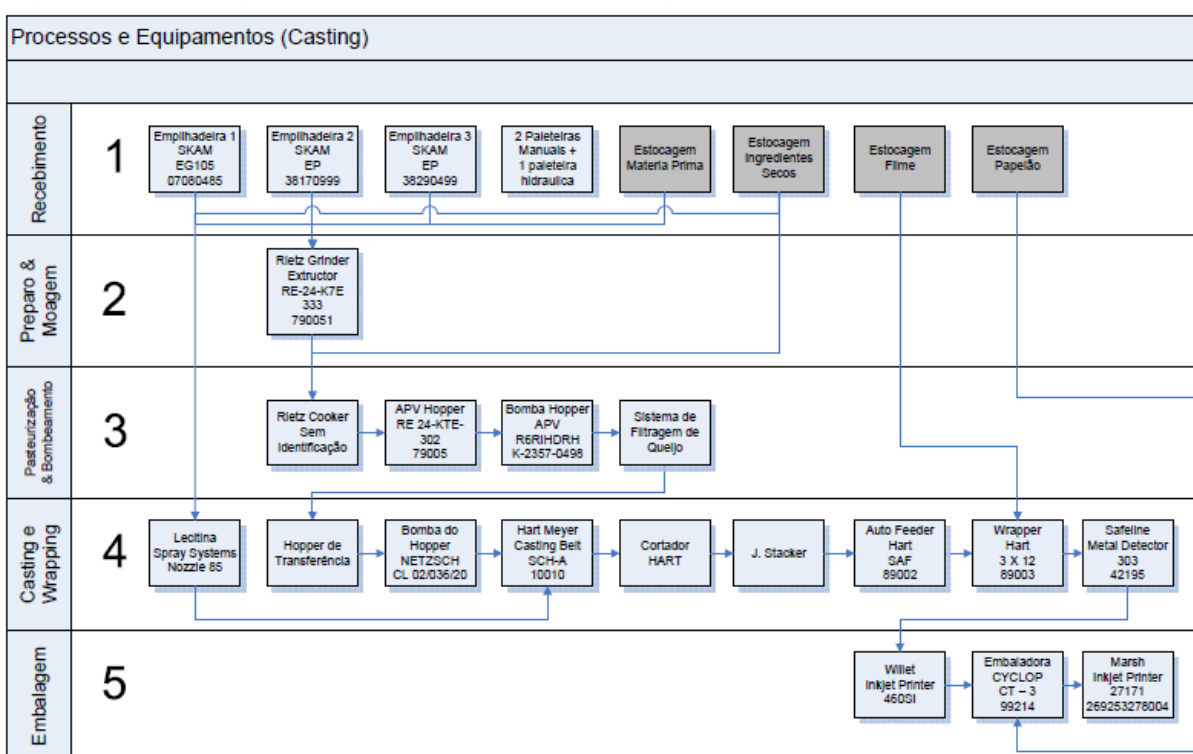 Processos e Equipamentos (Casting)
Recebimento
1
Empilhadeira 1
SKAM
EG105
07080485
Empilhadeira 2
SKAM
EP
38170999
Empilhadeira 3
SKAM
EP
38290499
2 Paleteiras
Manuais +
1 paleteira
hidraulica
Estocagem
Materia Prima
Estocagem
Ingredientes
Secos
Estocagem
Filme
Estocagem
Papelão
Preparo &
Moagem
2
Rietz Grinder
Extructor
RE-24-K7E
333
790051
Pasteurização
& Bombeamento
3
Rietz Cooker
Sem
Identificação
APV Hopper
RE 24-KTE-
302
79005
Bomba Hopper
APV
R6RIHDRH
K-2357-0498
Sistema de
Filtragem de
Queijo
Casting e
Wrapping
4
Lecitina
Spray Systems
Nozzle 85
Hopper de
Transferência
Bomba do
Hopper
NETZSCH
CL 02/036/20
Hart Meyer
Casting Belt
SCH-A
10010
Cortador
HART
J. Stacker
Auto Feeder
Hart
SAF
89002
Wrapper
Hart
3 X 12
89003
Safeline
Metal Detector
303
42195
Embalagem
5
Willet
Inkjet Printer
460SI
Embaladora
CYCLOP
CT – 3
99214
Marsh
Inkjet Printer
27171
269253278004